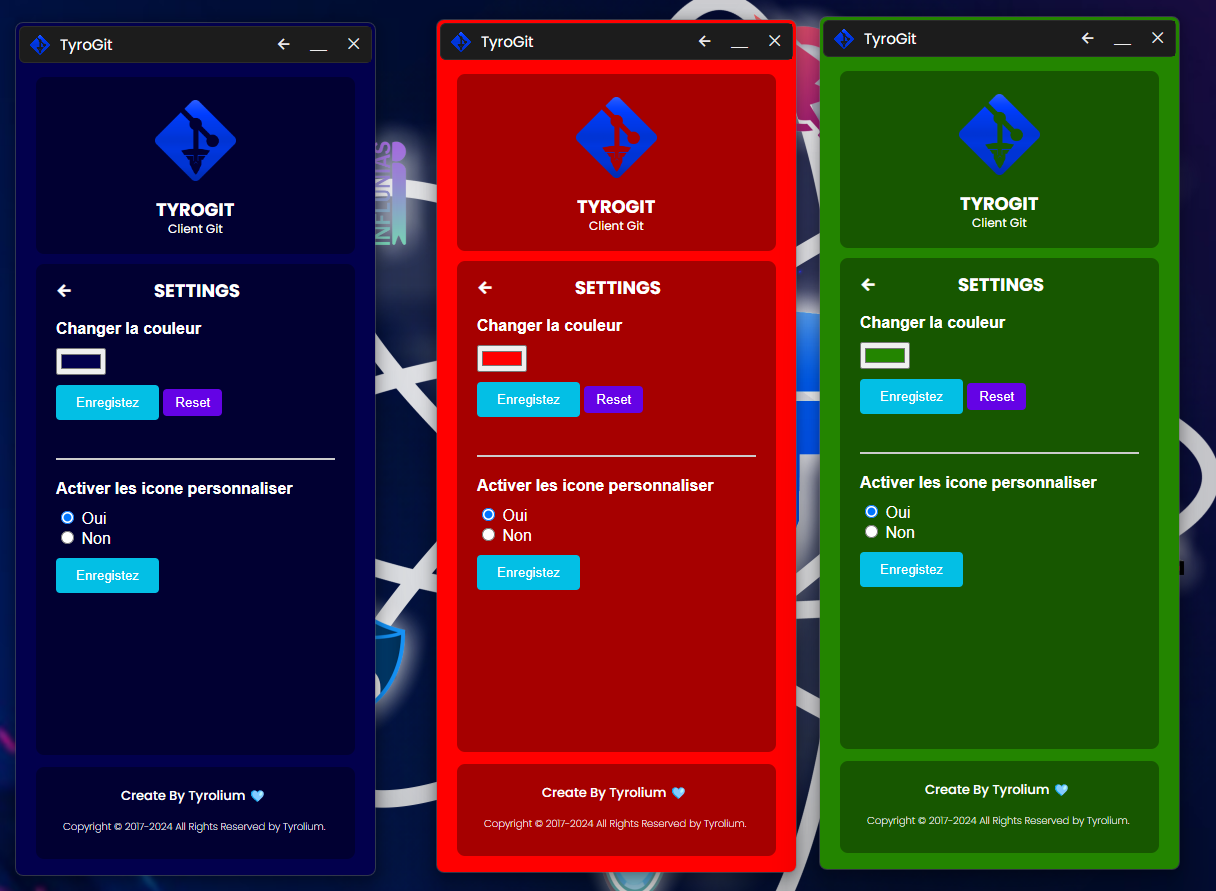 TyroGit
TYROGIT
Client Git
SETTINGS
Changer la couleur
Enregistez Reset
Activer les icone personnaliser
Oui
Non
Enregistez
Create By Tyrolium 🩵
Copyright © 2017-2024 All Rights Reserved by Tyrolium.
INFLUNIAS
TyroGit
TYROGIT
Client Git
SETTINGS
Changer la couleur
Enregistez Reset
Activer les icone personnaliser
Oui
Non
Enregistez
Create By Tyrolium 🩵
Copyright © 2017-2024 All Rights Reserved by Tyrolium.
TyroGit
TYROGIT
Client Git
SETTINGS
Changer la couleur
Enregistez Reset
Activer les icone personnaliser
Oui
Non
Enregistez
Create By Tyrolium 🩵
Copyright © 2017-2024 All Rights Reserved by Tyrolium.